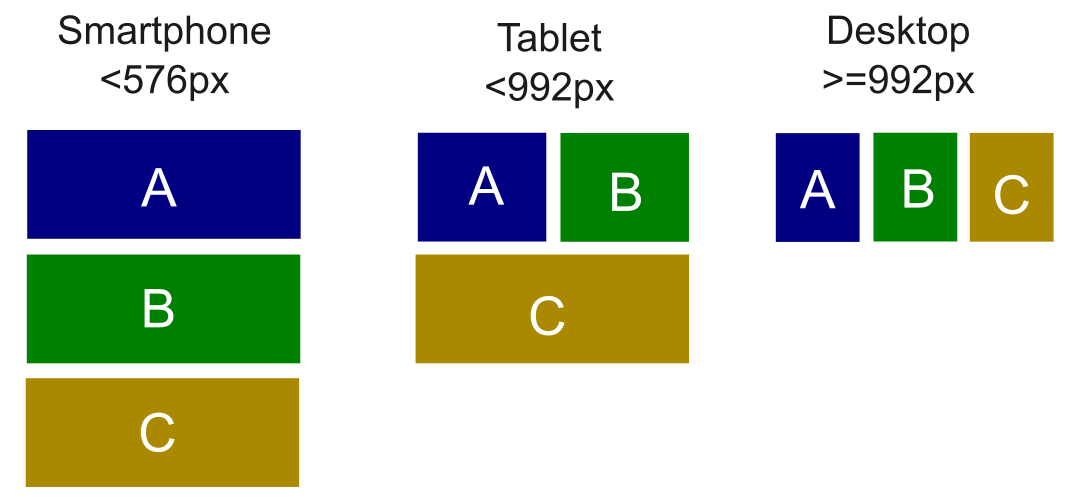 Smartphone
<576px
A
B
C
Tablet
<992px
A
B
C
Desktop
>=992px
A
B
C